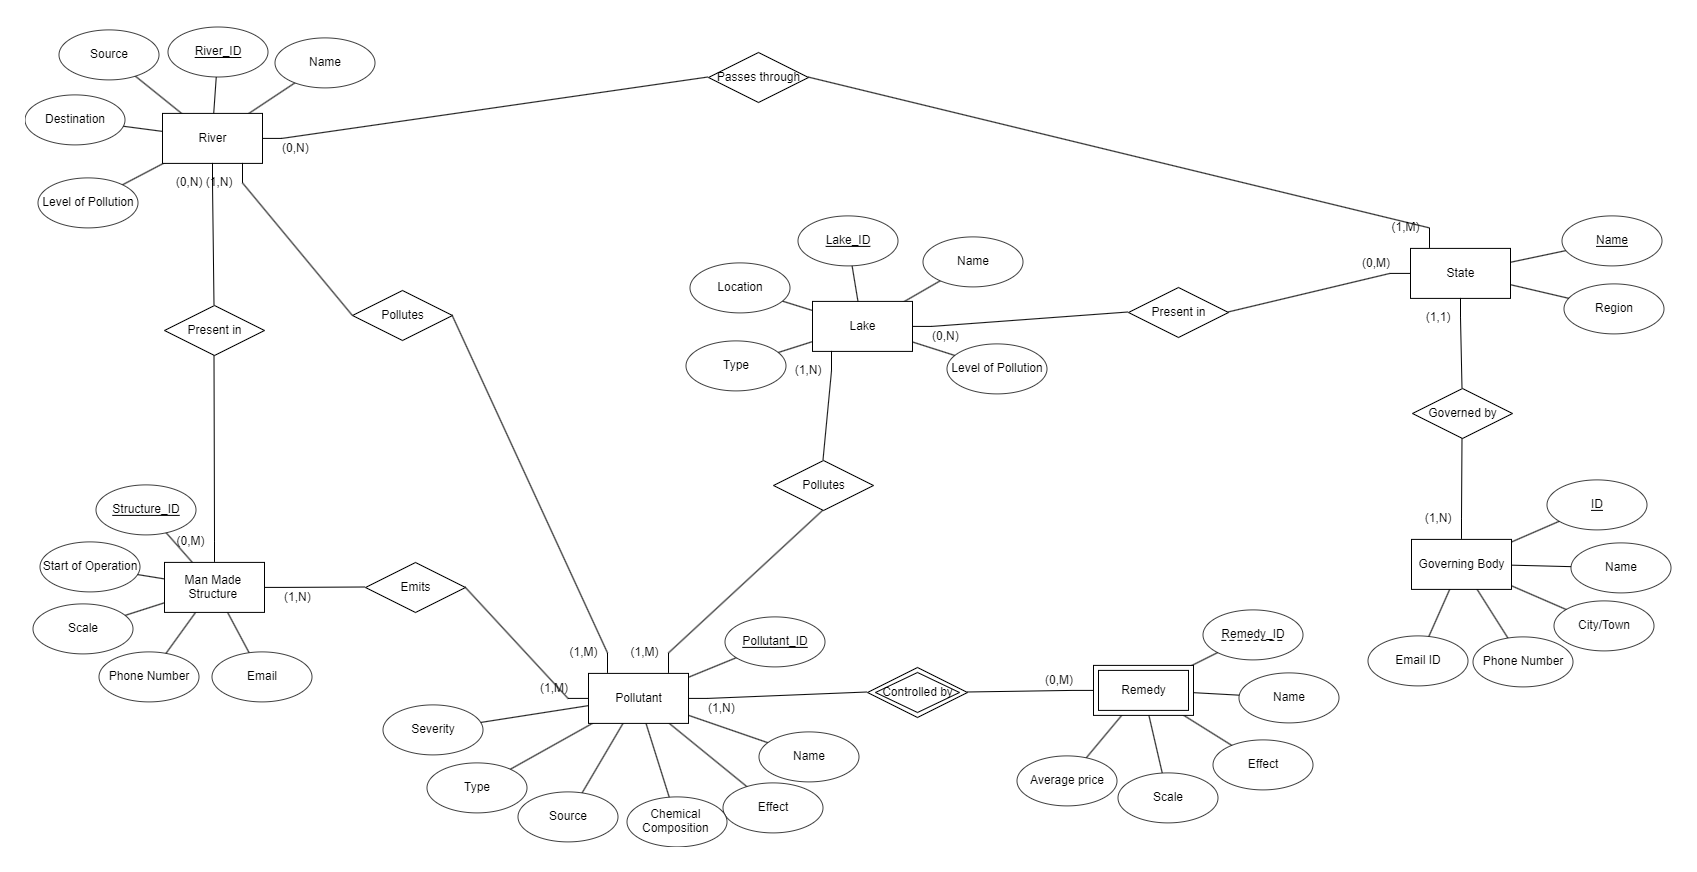 Source
River_ID
Name
Destination
River
Level of Pollution
(0,N)
(0,N)
(1,N)
Passes through
(1,M)
(0,M)
State
Name
Region
(1,1)
Lake_ID
Name
Location
Lake
Type
(1,N)
(0,N)
Level of Pollution
Present in
Present in
Pollutes
Governed by
Pollutes
(1,N)
Governing Body
ID
Name
City/Town
Email ID
Phone Number
Structure_ID
(0,M)
Start of Operation
Man Made
Structure
Scale
Phone Number
Email
(1,N)
Emits
(1,M)
(1,M)
(1,M)
Pollutant_ID
Pollutant
(1,N)
Controlled by
(0,M)
Remedy
Remedy_ID
Name
Effect
Scale
Average price
Severity
Type
Source
Chemical
Composition
Effect
Name